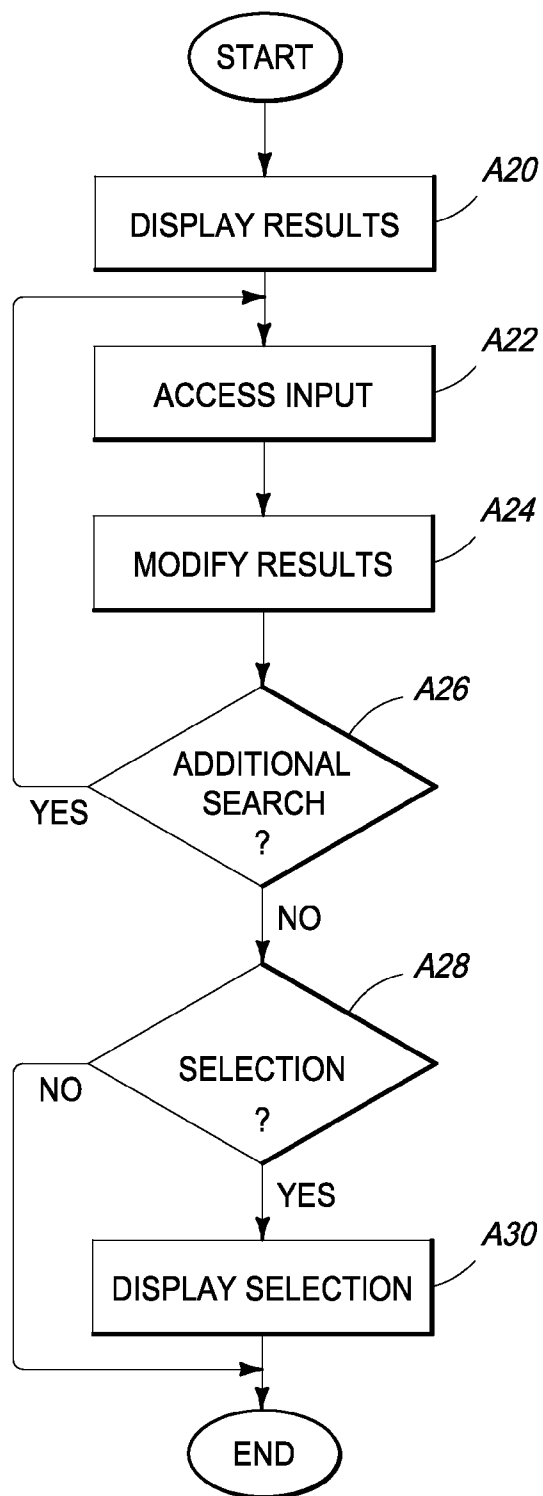 START
A20
DISPLAY RESULTS
A22
ACCESS INPUT
A24
MODIFY RESULTS
A26
ADDITIONAL
SEARCH
?
YES
NO
A28
SELECTION
?
NO
YES
A30
DISPLAY SELECTION
END